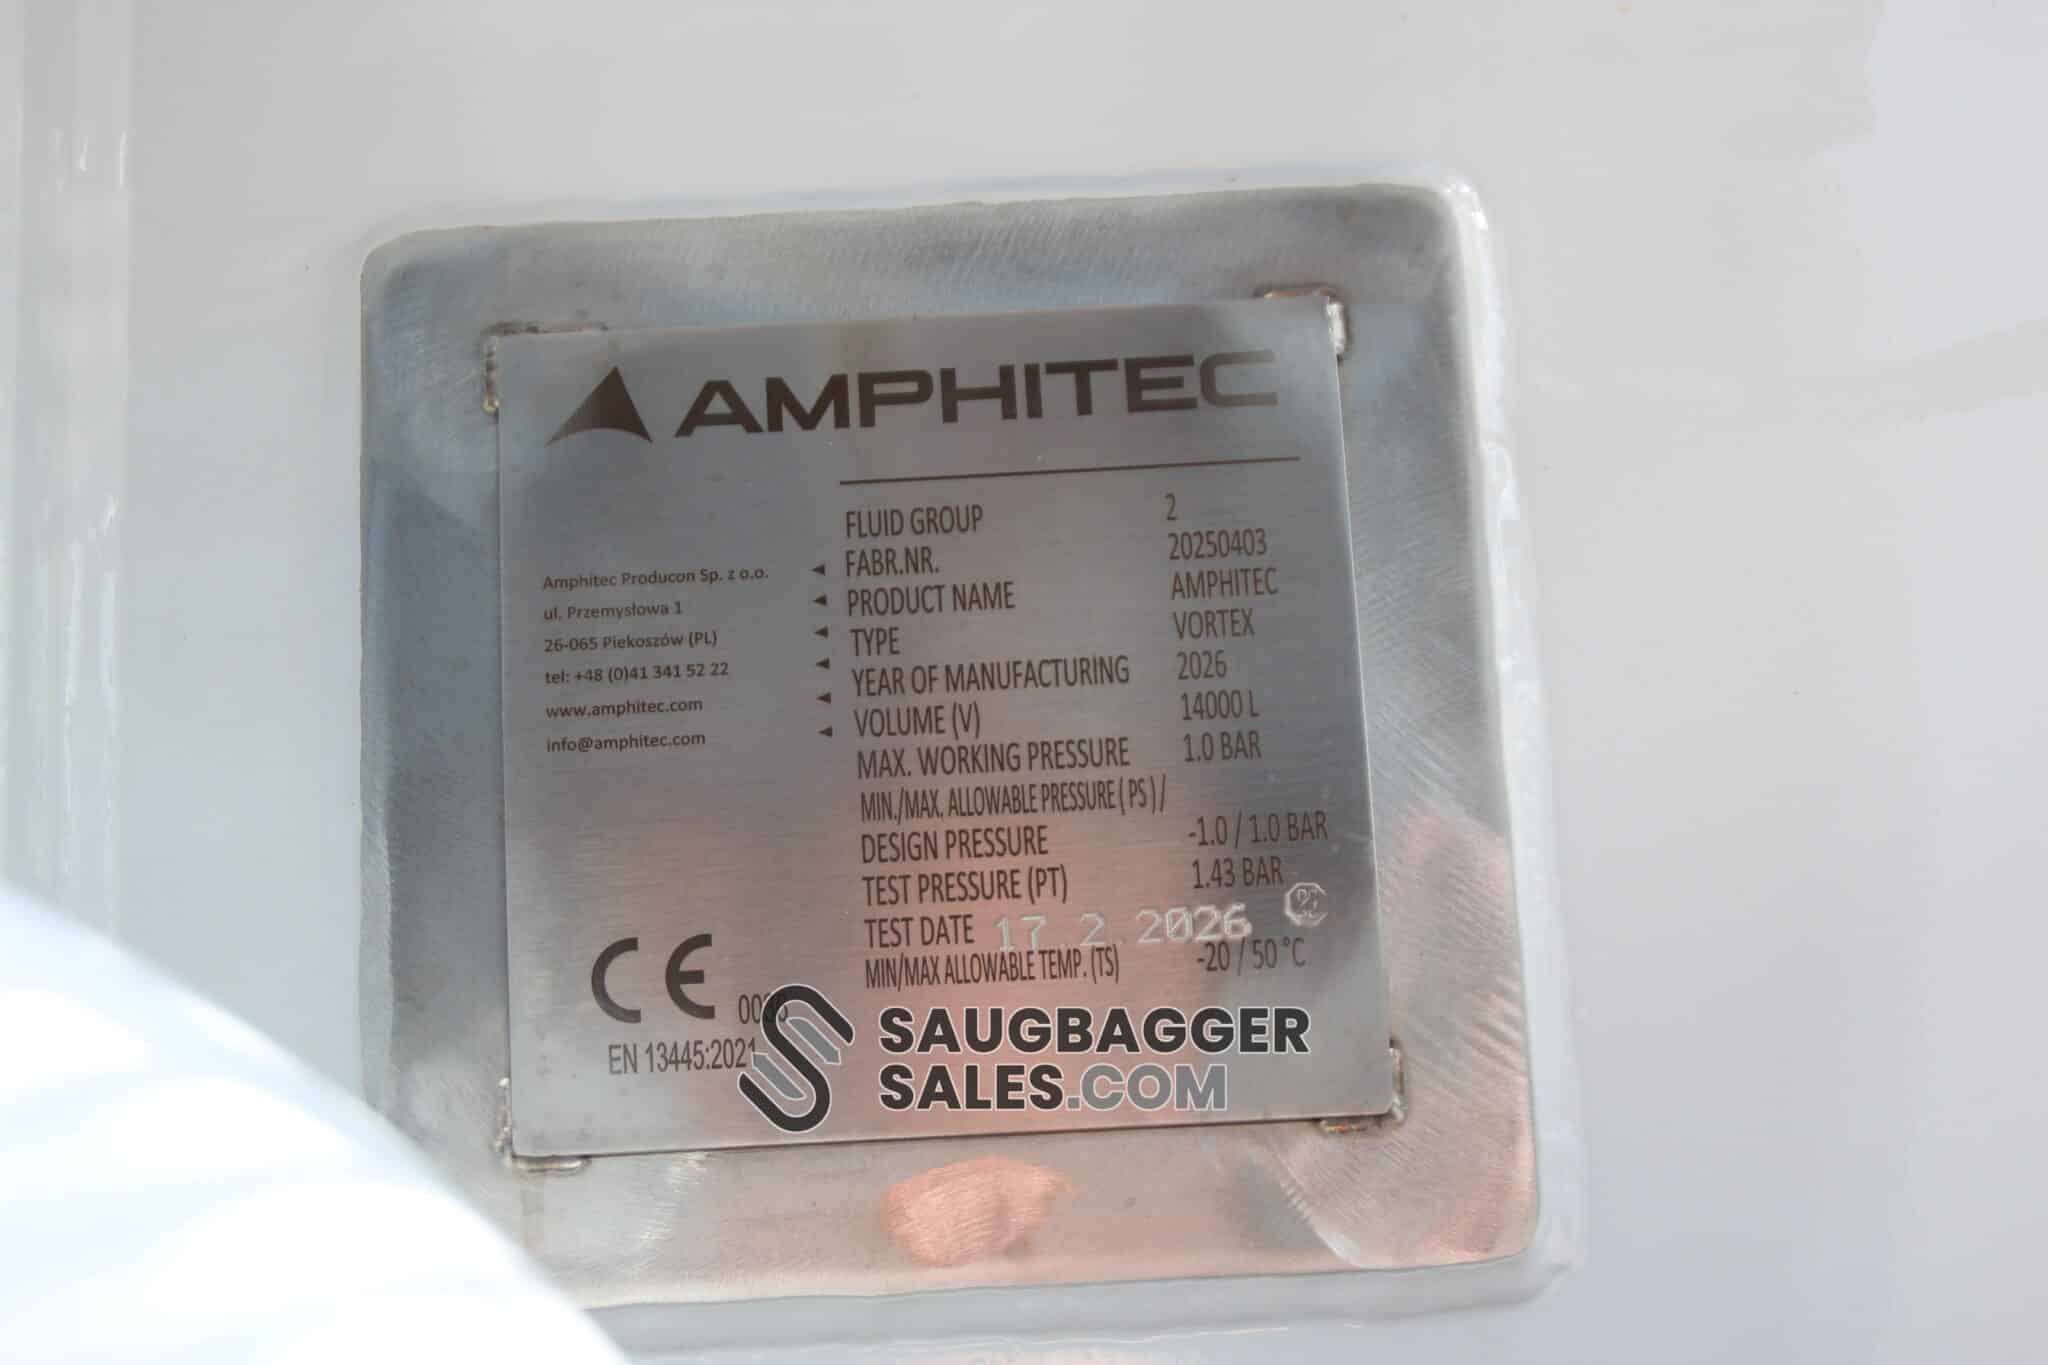 AMPHITEC
FLUID GROUP 2
FABR.NR. 20250403
PRODUCT NAME AMPHITEC
TYPE VORTEX
YEAR OF MANUFACTURING 2026
VOLUME (V) 14000 L
MAX. WORKING PRESSURE 1.0 BAR
MIN./MAX. ALLOWABLE PRESSURE ( PS ) /
DESIGN PRESSURE -1.0 / 1.0 BAR
TEST PRESSURE (PT) 1.43 BAR
TEST DATE 17.2.2026
MIN/MAX ALLOWABLE TEMP. (TS) -20 / 50 °C
Amphitec Producon Sp. z o.o.
ul. Przemysłowa 1
26-065 Piekoszów (PL)
tel: +48 (0)41 341 52 22
www.amphitec.com
info@amphitec.com
CE
EN 13445:2021
SAUGBAGGER
SALES.COM